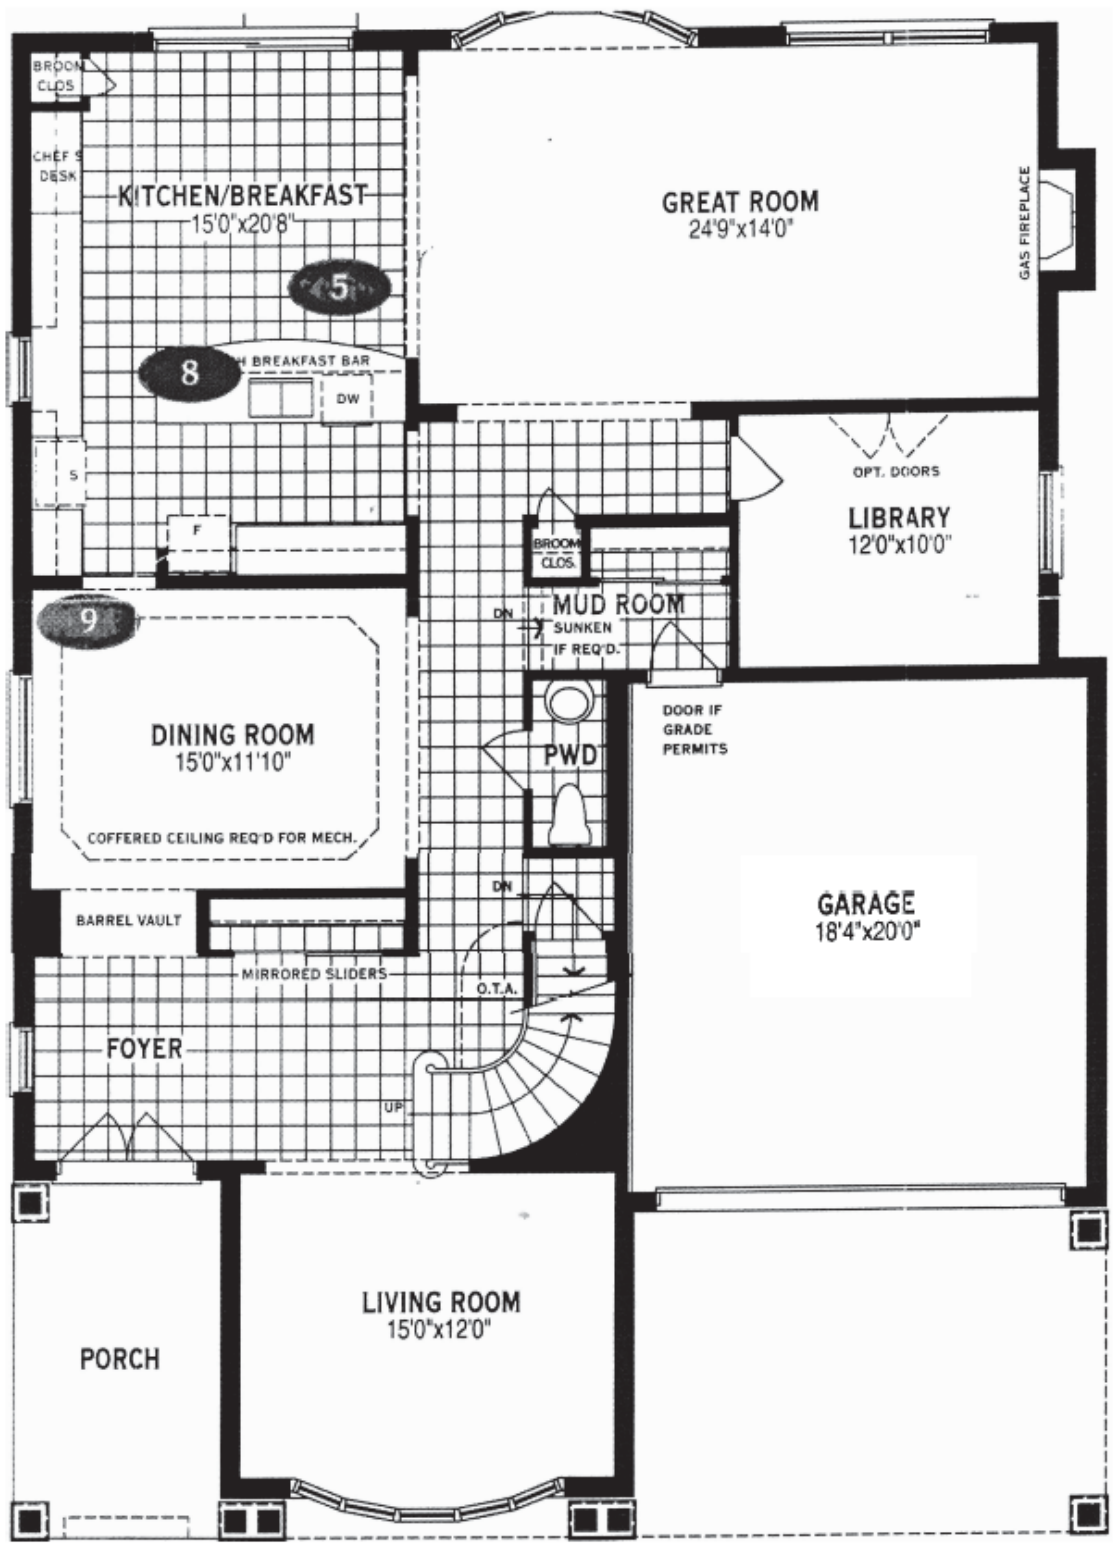 BROOM
CLOS
CHEF'S
DESK
KITCHEN/BREAKFAST
15'0"x20'8"
5
GREAT ROOM
24'9"x14'0"
GAS FIREPLACE
8
H BREAKFAST BAR
DW
S
F
OPT. DOORS
LIBRARY
12'0"x10'0"
BROOM
CLOS.
DN
MUD ROOM
SUNKEN
IF REQ'D.
9
DINING ROOM
15'0"x11'10"
COFFERED CEILING REQ'D FOR MECH.
PWD
DOOR IF
GRADE
PERMITS
BARREL VAULT
DN
GARAGE
18'4"x20'0"
MIRRORED SLIDERS
O.T.A.
FOYER
UP
LIVING ROOM
15'0"x12'0"
PORCH